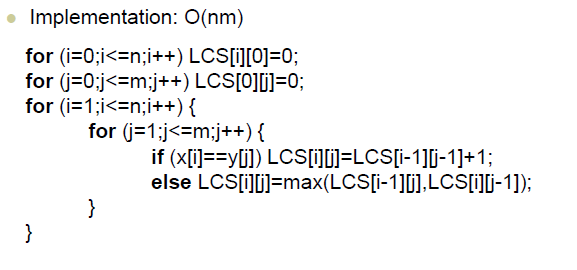 • Implementation: O(nm)
for (i=0;i<=n;i++) LCS[i][0]=0;
for (j=0;j<=m;j++) LCS[0][j]=0;
for (i=1;i<=n;i++) {
for (j=1;j<=m;j++) {
if (x[i]==y[j]) LCS[i][j]=LCS[i-1][j-1]+1;
else LCS[i][j]=max(LCS[i-1][j],LCS[i][j-1]);
}
}